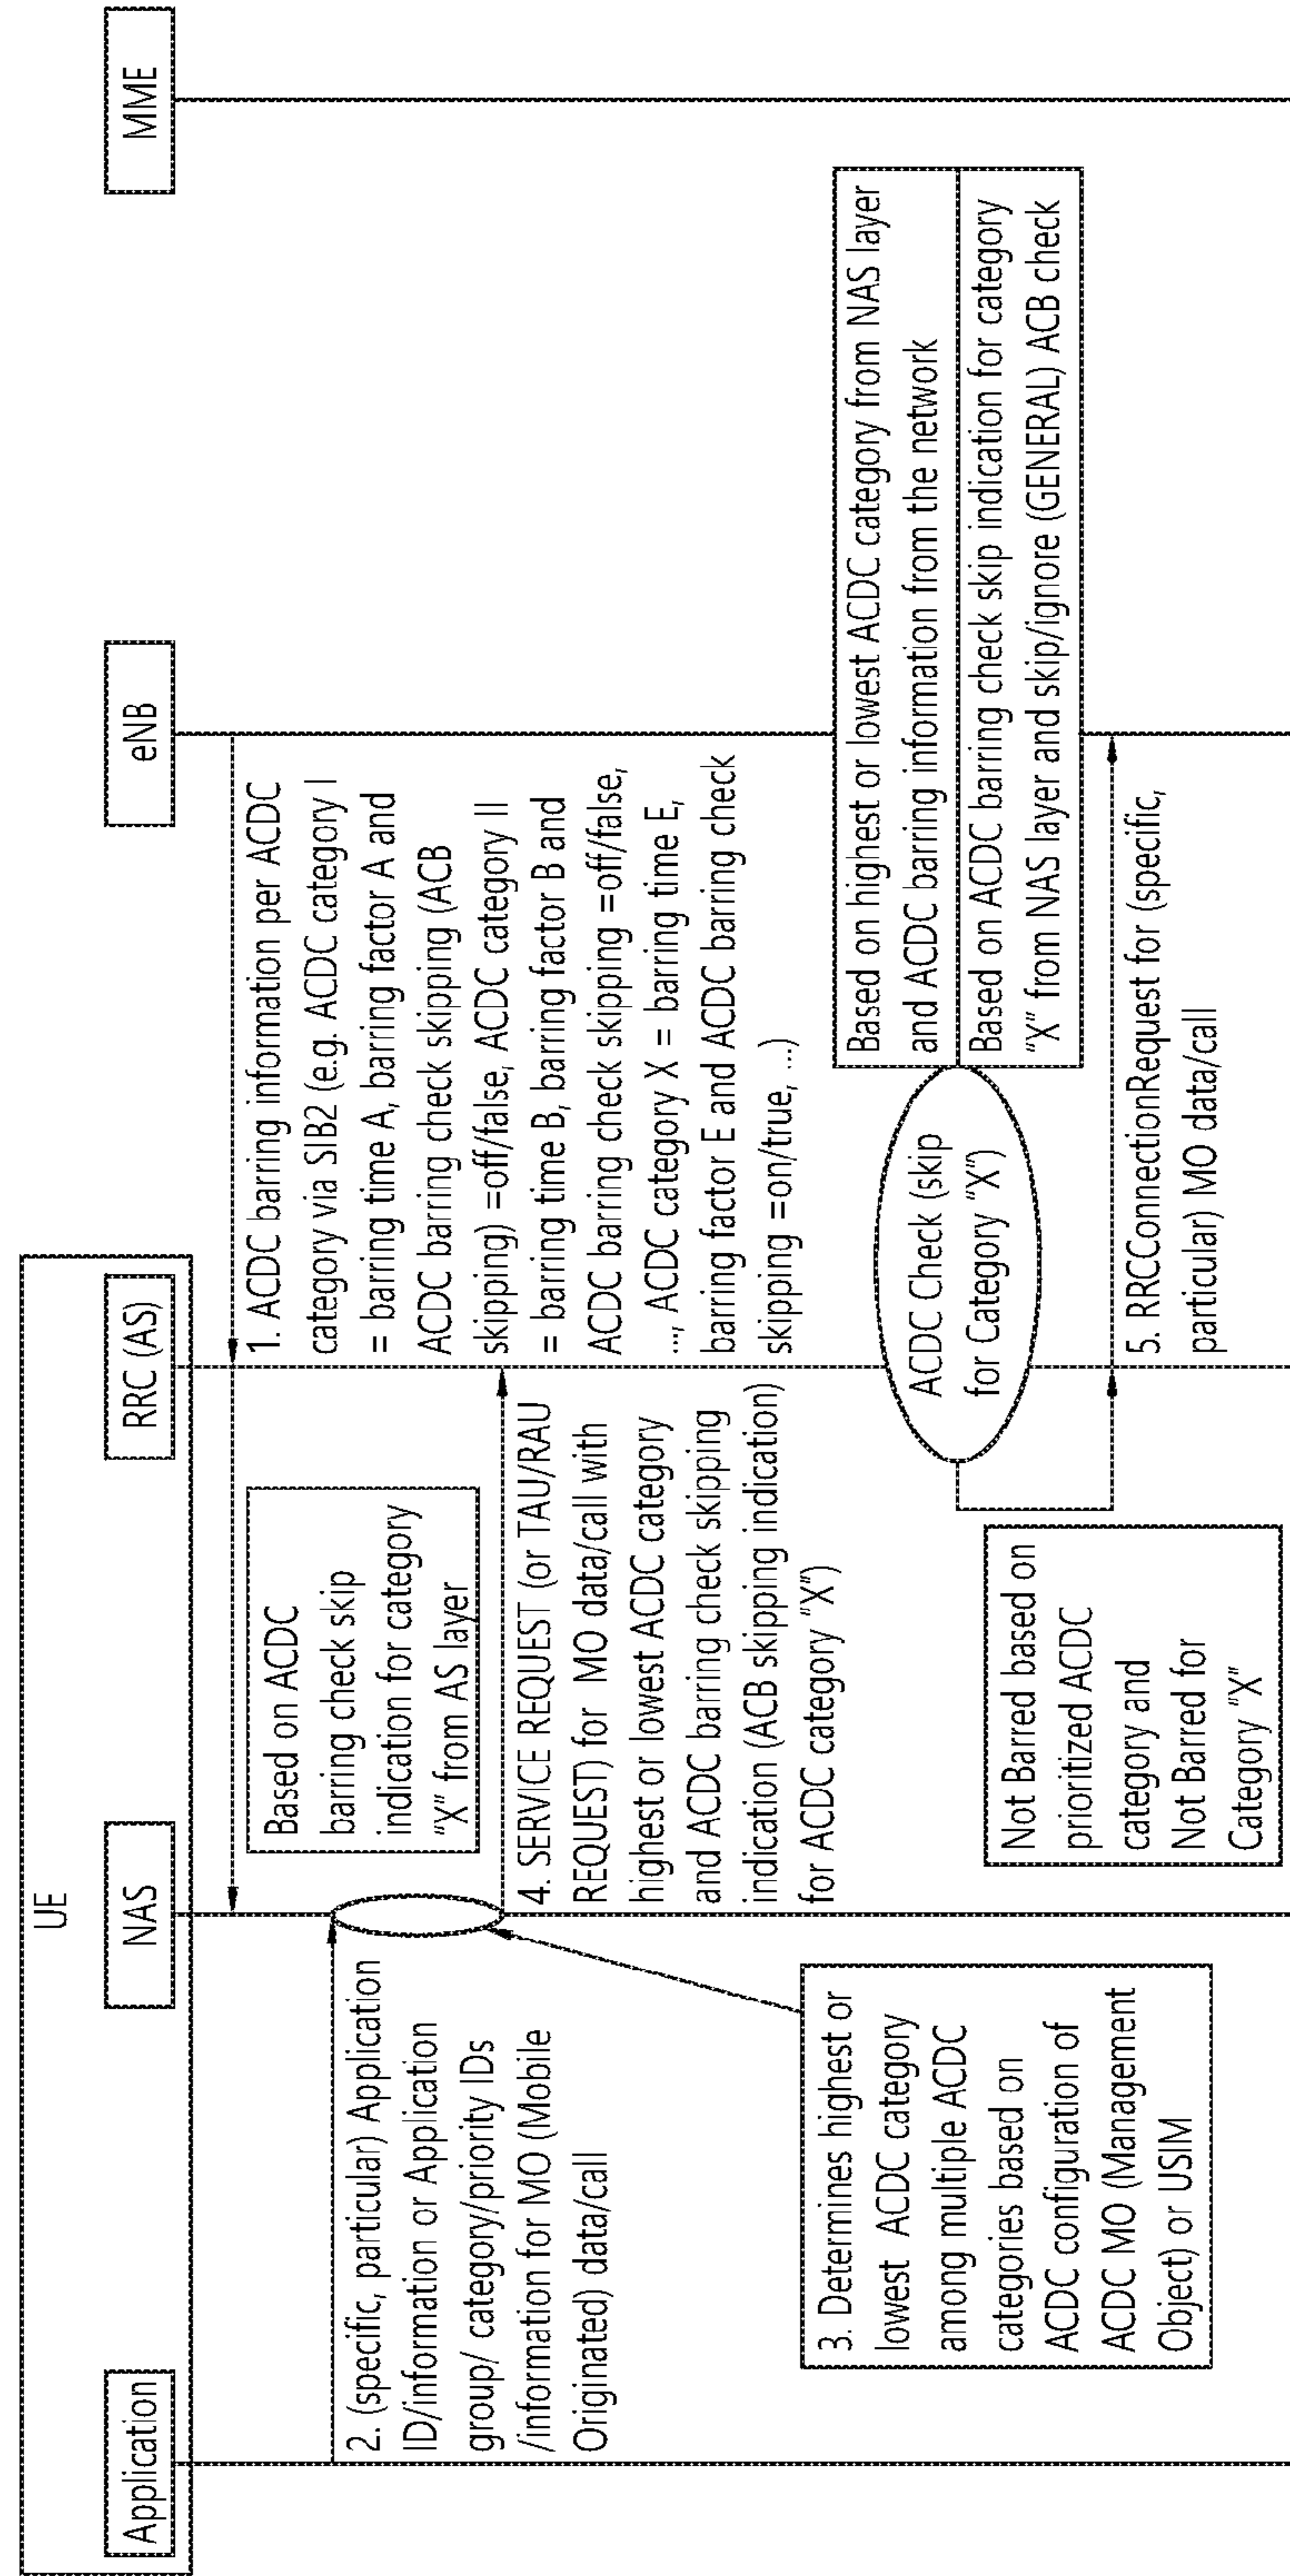 UE
Application
NAS
RRC (AS)
eNB
MME
1. ACDC barring information per ACDC
category via SIB2 (e.g. ACDC category I
= barring time A, barring factor A and
ACDC barring check skipping (ACB
skipping) =off/false, ACDC category II
= barring time B, barring factor B and
ACDC barring check skipping =off/false,
..., ACDC category X = barring time E,
barring factor E and ACDC barring check
skipping =on/true, ...)
Based on ACDC
barring check skip
indication for category
"X" from AS layer
2. (specific, particular) Application
ID/information or Application
group/ category/priority IDs
/information for MO (Mobile
Originated) data/call
3. Determines highest or
lowest ACDC category
among multiple ACDC
categories based on
ACDC configuration of
ACDC MO (Management
Object) or USIM
4. SERVICE REQUEST (or TAU/RAU
REQUEST) for MO data/call with
highest or lowest ACDC category
and ACDC barring check skipping
indication (ACB skipping indication)
for ACDC category "X")
ACDC Check (skip
for Category "X")
Based on highest or lowest ACDC category from NAS layer
and ACDC barring information from the network
Based on ACDC barring check skip indication for category
"X" from NAS layer and skip/ignore (GENERAL) ACB check
Not Barred based on
prioritized ACDC
category and
Not Barred for
Category "X"
5. RRCConnectionRequest for (specific,
particular) MO data/call